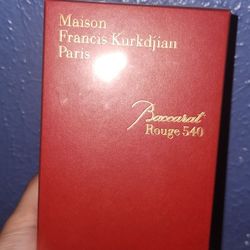 Maison
Francis Kurkdjian
Paris
Baccarat
Rouge 540